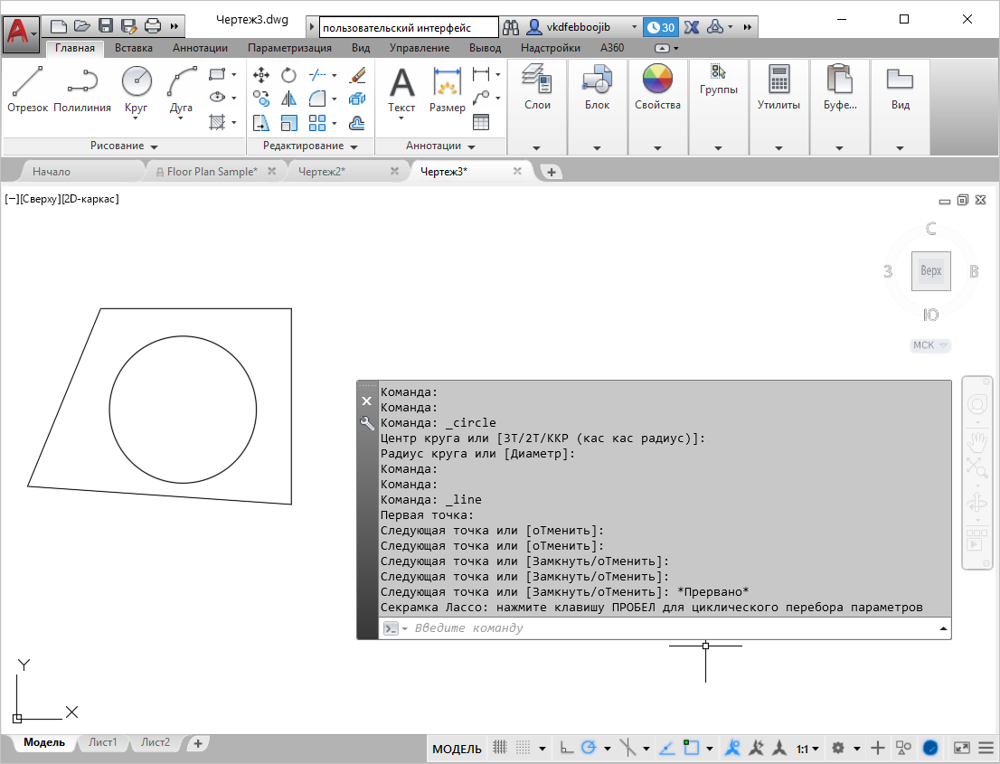 Чертеж3.dwg
пользовательский интерфейс
vkdfebboojib
30
Главная Вставка Аннотации Параметризация Вид Управление Вывод Надстройки A360
Отрезок Полилиния Круг Дуга
Текст Размер
Слои Блок Свойства Группы Утилиты Буфе... Вид
Рисование Редактирование Аннотации
Начало Floor Plan Sample* Чертеж2* Чертеж3*
[−][Сверху][2D-каркас]
С
З Верх В
Ю
МСК
Команда:
Команда:
Команда: _circle
Центр круга или [3Т/2Т/ККР (кас кас радиус)]:
Радиус круга или [Диаметр]:
Команда:
Команда:
Команда: _line
Первая точка:
Следующая точка или [оТменить]:
Следующая точка или [оТменить]:
Следующая точка или [Замкнуть/оТменить]:
Следующая точка или [Замкнуть/оТменить]:
Следующая точка или [Замкнуть/оТменить]: *Прервано*
Секрамка Лассо: нажмите клавишу ПРОБЕЛ для циклического перебора параметров
Введите команду
Y
X
Модель Лист1 Лист2
МОДЕЛЬ 1:1